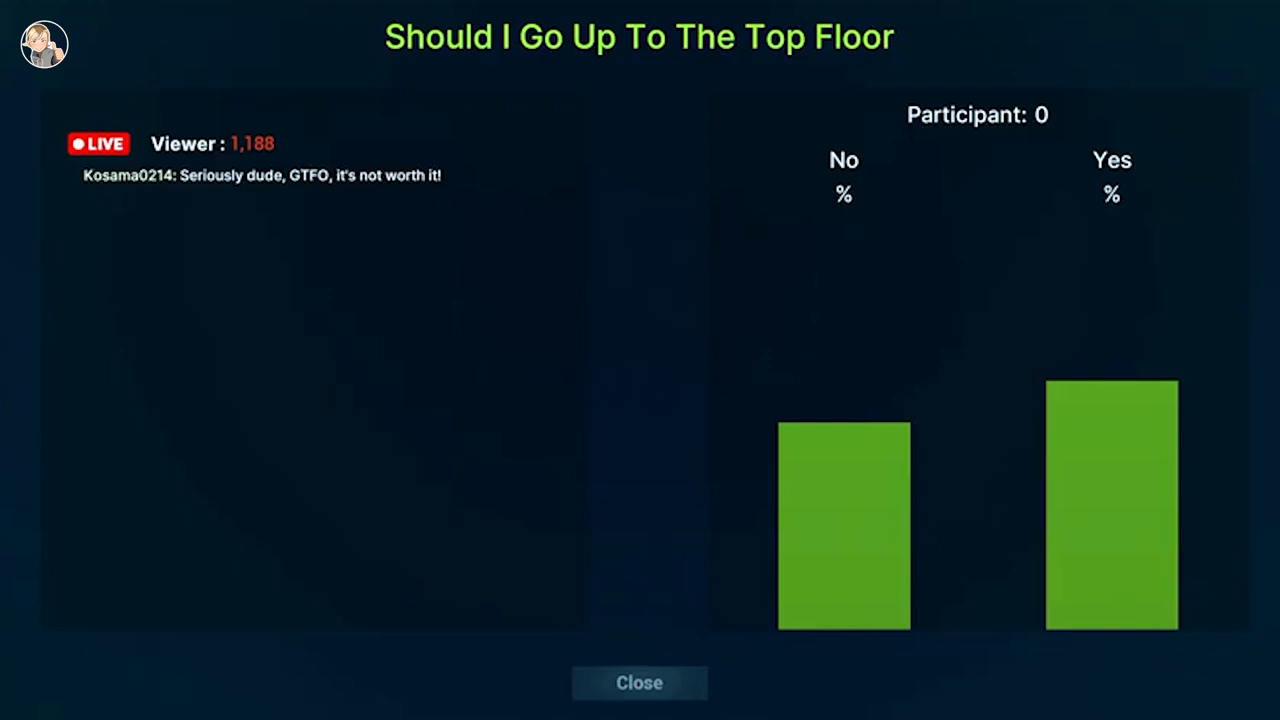 Should I Go Up To The Top Floor
LIVE Viewer : 1,188
Kosama0214: Seriously dude, GTFO, it's not worth it!
Participant: 0
No Yes
% %
Close